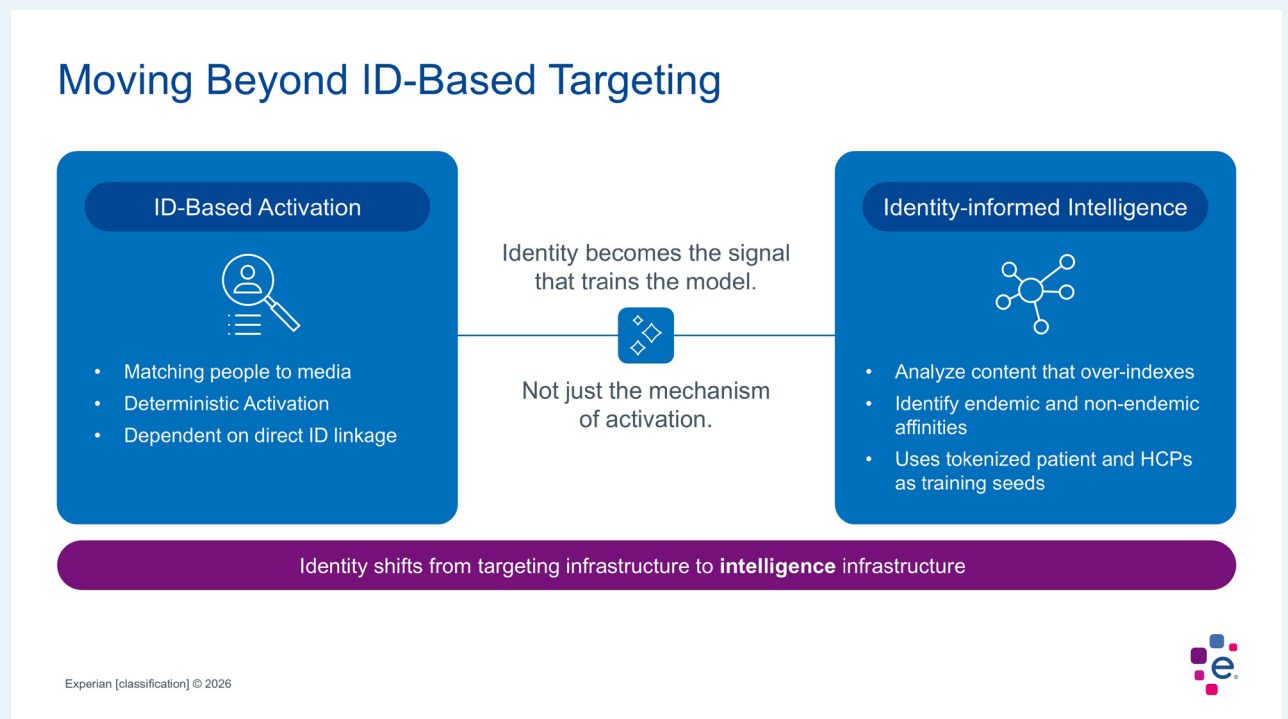 Moving Beyond ID-Based Targeting
ID-Based Activation
• Matching people to media
• Deterministic Activation
• Dependent on direct ID linkage
Identity becomes the signal
that trains the model.
Not just the mechanism
of activation.
Identity-informed Intelligence
• Analyze content that over-indexes
• Identify endemic and non-endemic
affinities
• Uses tokenized patient and HCPs
as training seeds
Identity shifts from targeting infrastructure to intelligence infrastructure
Experian [classification] © 2026
e.